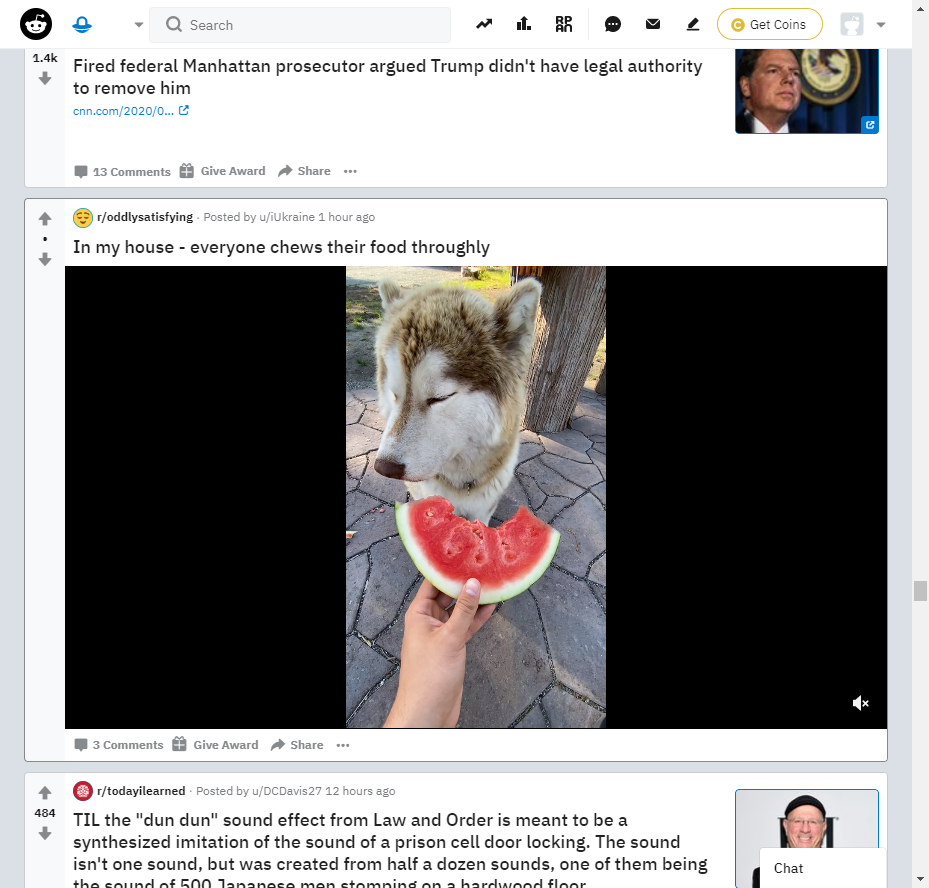 Search
Get Coins
1.4k
Fired federal Manhattan prosecutor argued Trump didn't have legal authority
to remove him
cnn.com/2020/0...
13 Comments Give Award Share
r/oddlysatisfying · Posted by u/iUkraine 1 hour ago
In my house - everyone chews their food throughly
3 Comments Give Award Share
r/todayilearned · Posted by u/DCDavis27 12 hours ago
484
TIL the "dun dun" sound effect from Law and Order is meant to be a
synthesized imitation of the sound of a prison cell door locking. The sound
isn't one sound, but was created from half a dozen sounds, one of them being
the sound of 500 Japanese men stomping on a hardwood floor
Chat